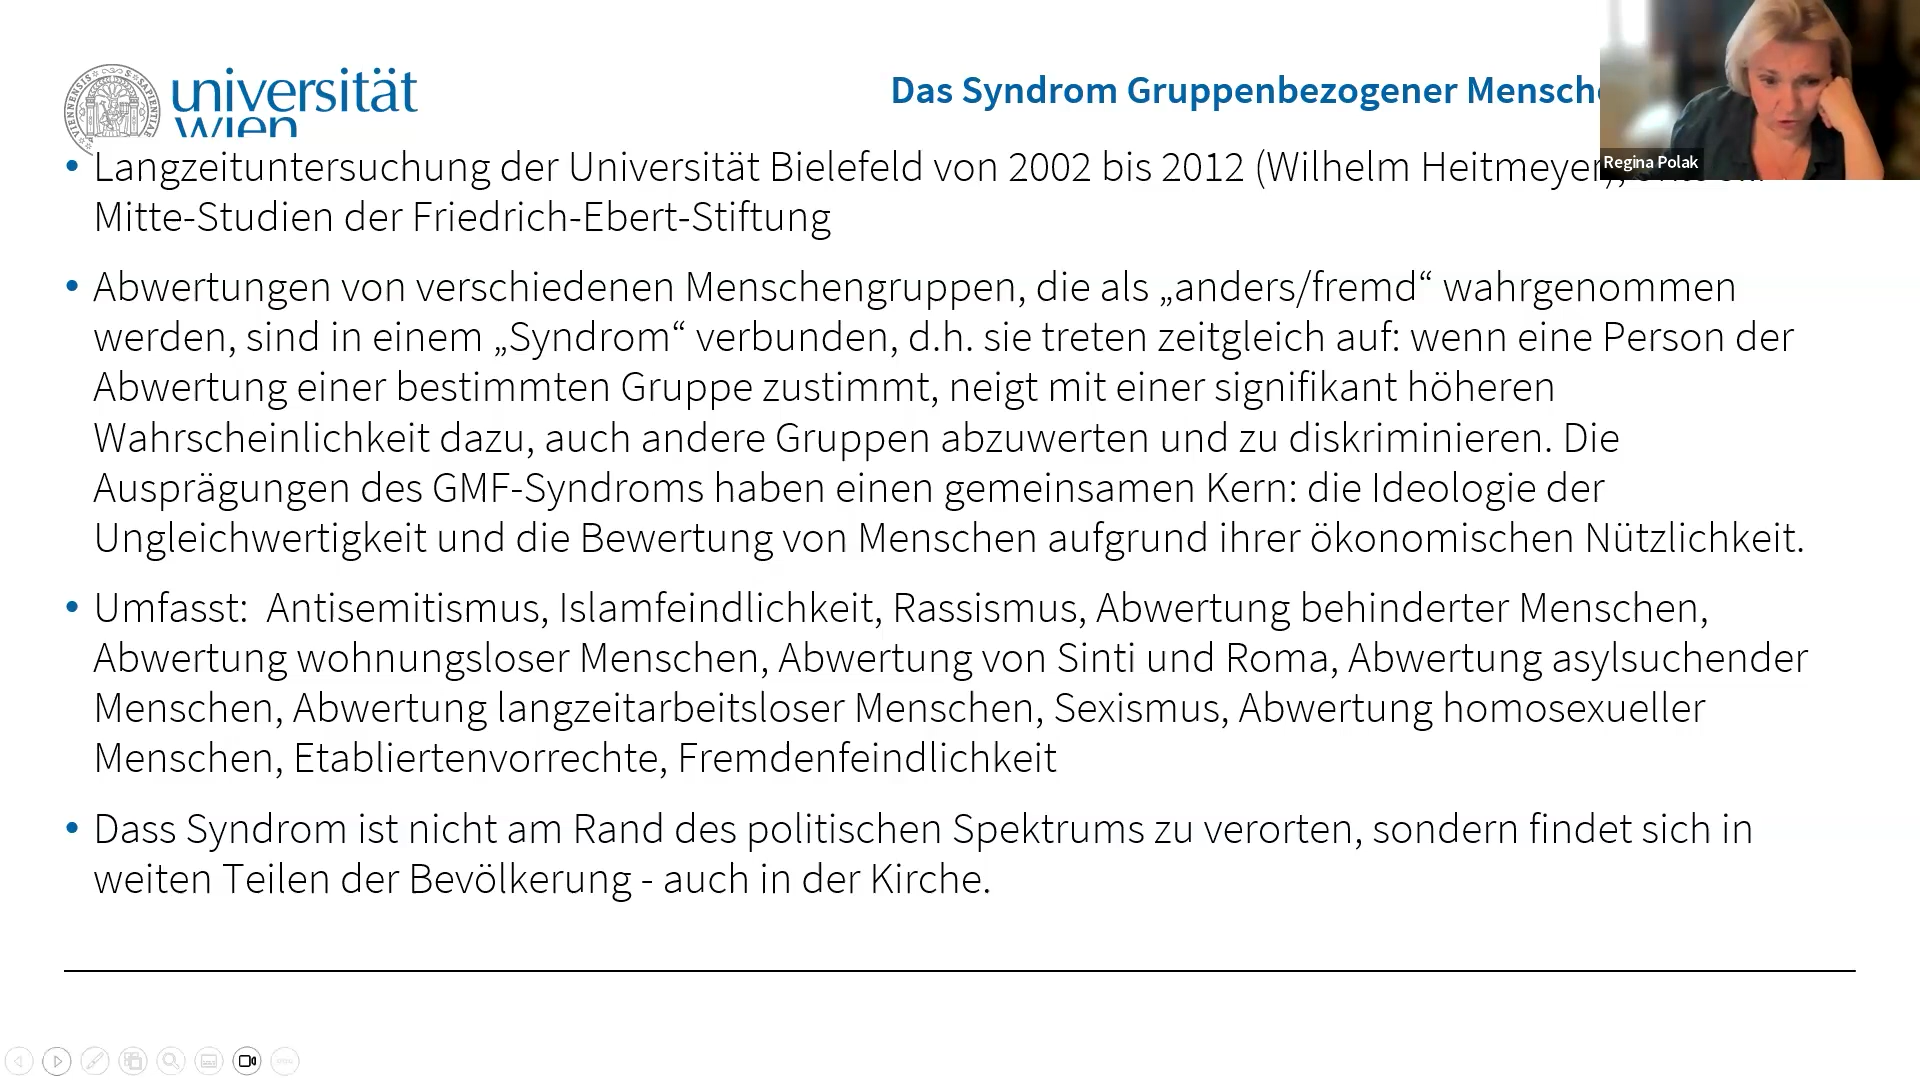 universität
wien
Das Syndrom Gruppenbezogener Mensch
Regina Polak
• Langzeituntersuchung der Universität Bielefeld von 2002 bis 2012 (Wilhelm Heitmeyer),
Mitte-Studien der Friedrich-Ebert-Stiftung
• Abwertungen von verschiedenen Menschengruppen, die als „anders/fremd“ wahrgenommen
werden, sind in einem „Syndrom“ verbunden, d.h. sie treten zeitgleich auf: wenn eine Person der
Abwertung einer bestimmten Gruppe zustimmt, neigt mit einer signifikant höheren
Wahrscheinlichkeit dazu, auch andere Gruppen abzuwerten und zu diskriminieren. Die
Ausprägungen des GMF-Syndroms haben einen gemeinsamen Kern: die Ideologie der
Ungleichwertigkeit und die Bewertung von Menschen aufgrund ihrer ökonomischen Nützlichkeit.
• Umfasst: Antisemitismus, Islamfeindlichkeit, Rassismus, Abwertung behinderter Menschen,
Abwertung wohnungsloser Menschen, Abwertung von Sinti und Roma, Abwertung asylsuchender
Menschen, Abwertung langzeitarbeitsloser Menschen, Sexismus, Abwertung homosexueller
Menschen, Etabliertenvorrechte, Fremdenfeindlichkeit
• Dass Syndrom ist nicht am Rand des politischen Spektrums zu verorten, sondern findet sich in
weiten Teilen der Bevölkerung - auch in der Kirche.